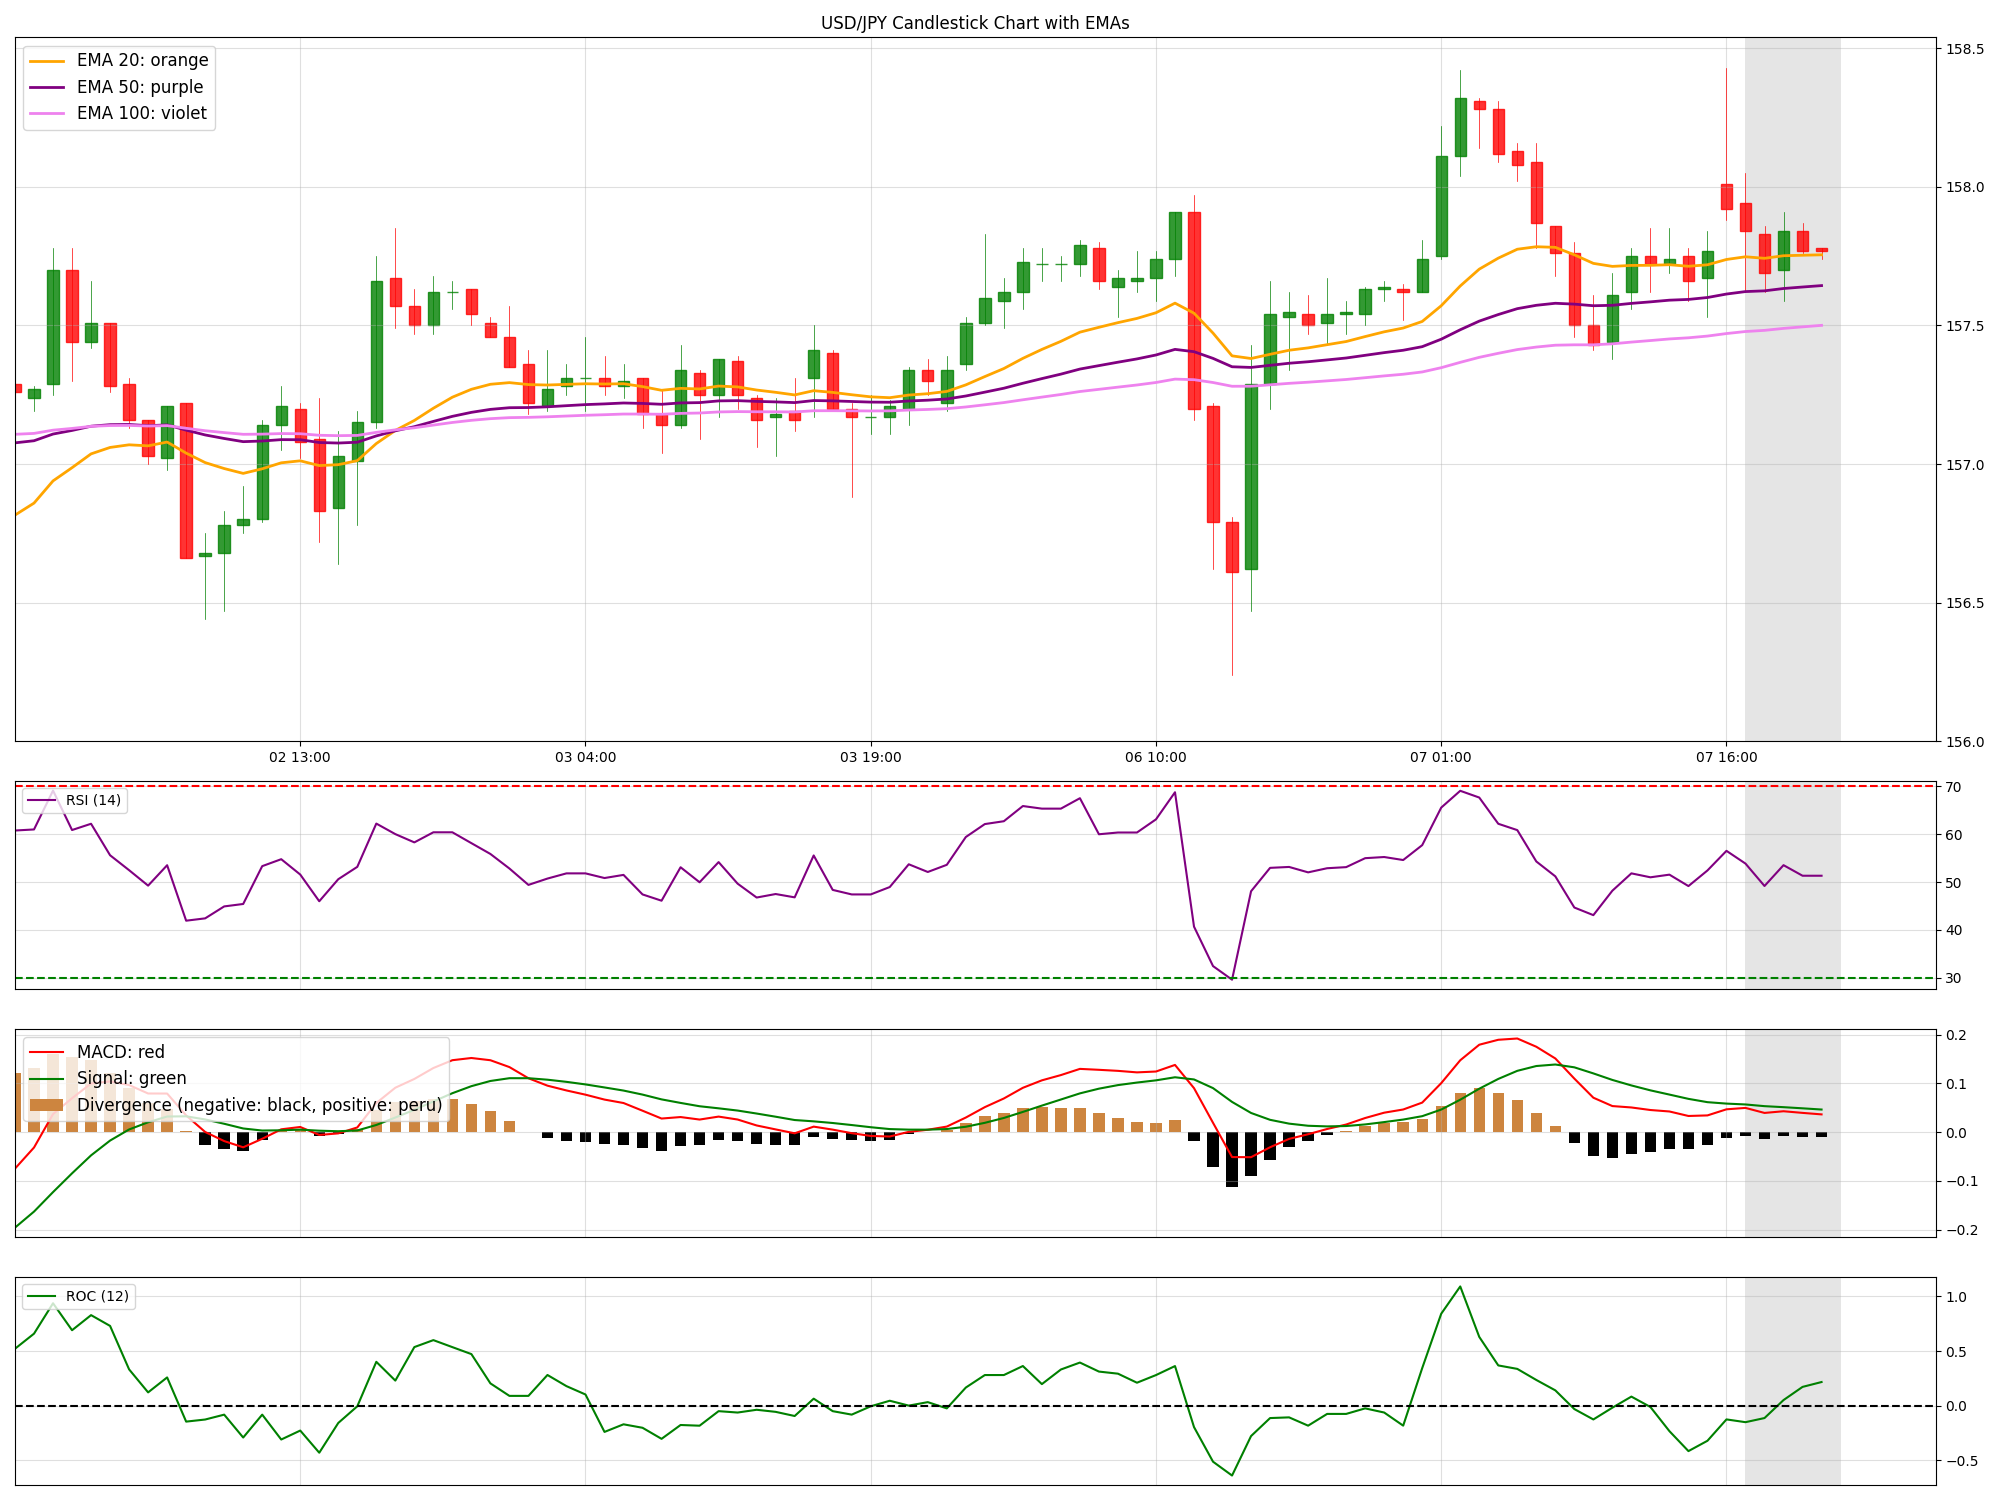 USD/JPY Candlestick Chart with EMAs
EMA 20: orange
EMA 50: purple
EMA 100: violet
158.5
158.0
157.5
157.0
156.5
156.0
02 13:00 03 04:00 03 19:00 06 10:00 07 01:00 07 16:00
RSI (14)
70
60
50
40
30
MACD: red
Signal: green
Divergence (negative: black, positive: peru)
0.2
0.1
0.0
−0.1
−0.2
ROC (12)
1.0
0.5
0.0
−0.5